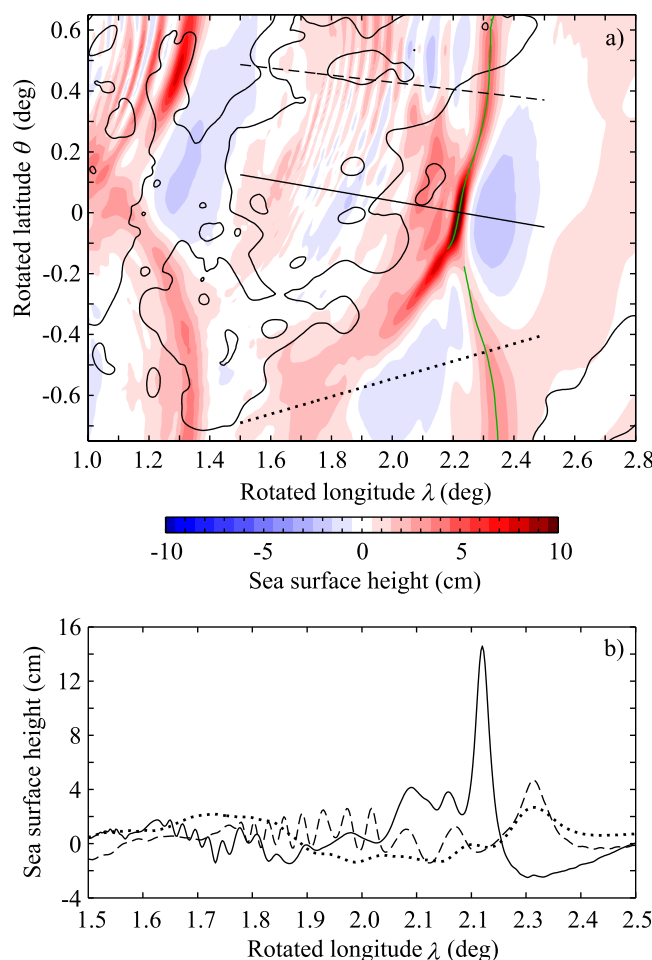 a)
0.6
0.4
0.2
0
-0.2
-0.4
-0.6
Rotated latitude θ (deg)
1.0 1.2 1.4 1.6 1.8 2.0 2.2 2.4 2.6 2.8
Rotated longitude λ (deg)
-10 -5 0 5 10
Sea surface height (cm)
b)
16
12
8
4
0
-4
Sea surface height (cm)
1.5 1.6 1.7 1.8 1.9 2.0 2.1 2.1 2.3 2.4 2.5
Rotated longitude λ (deg)